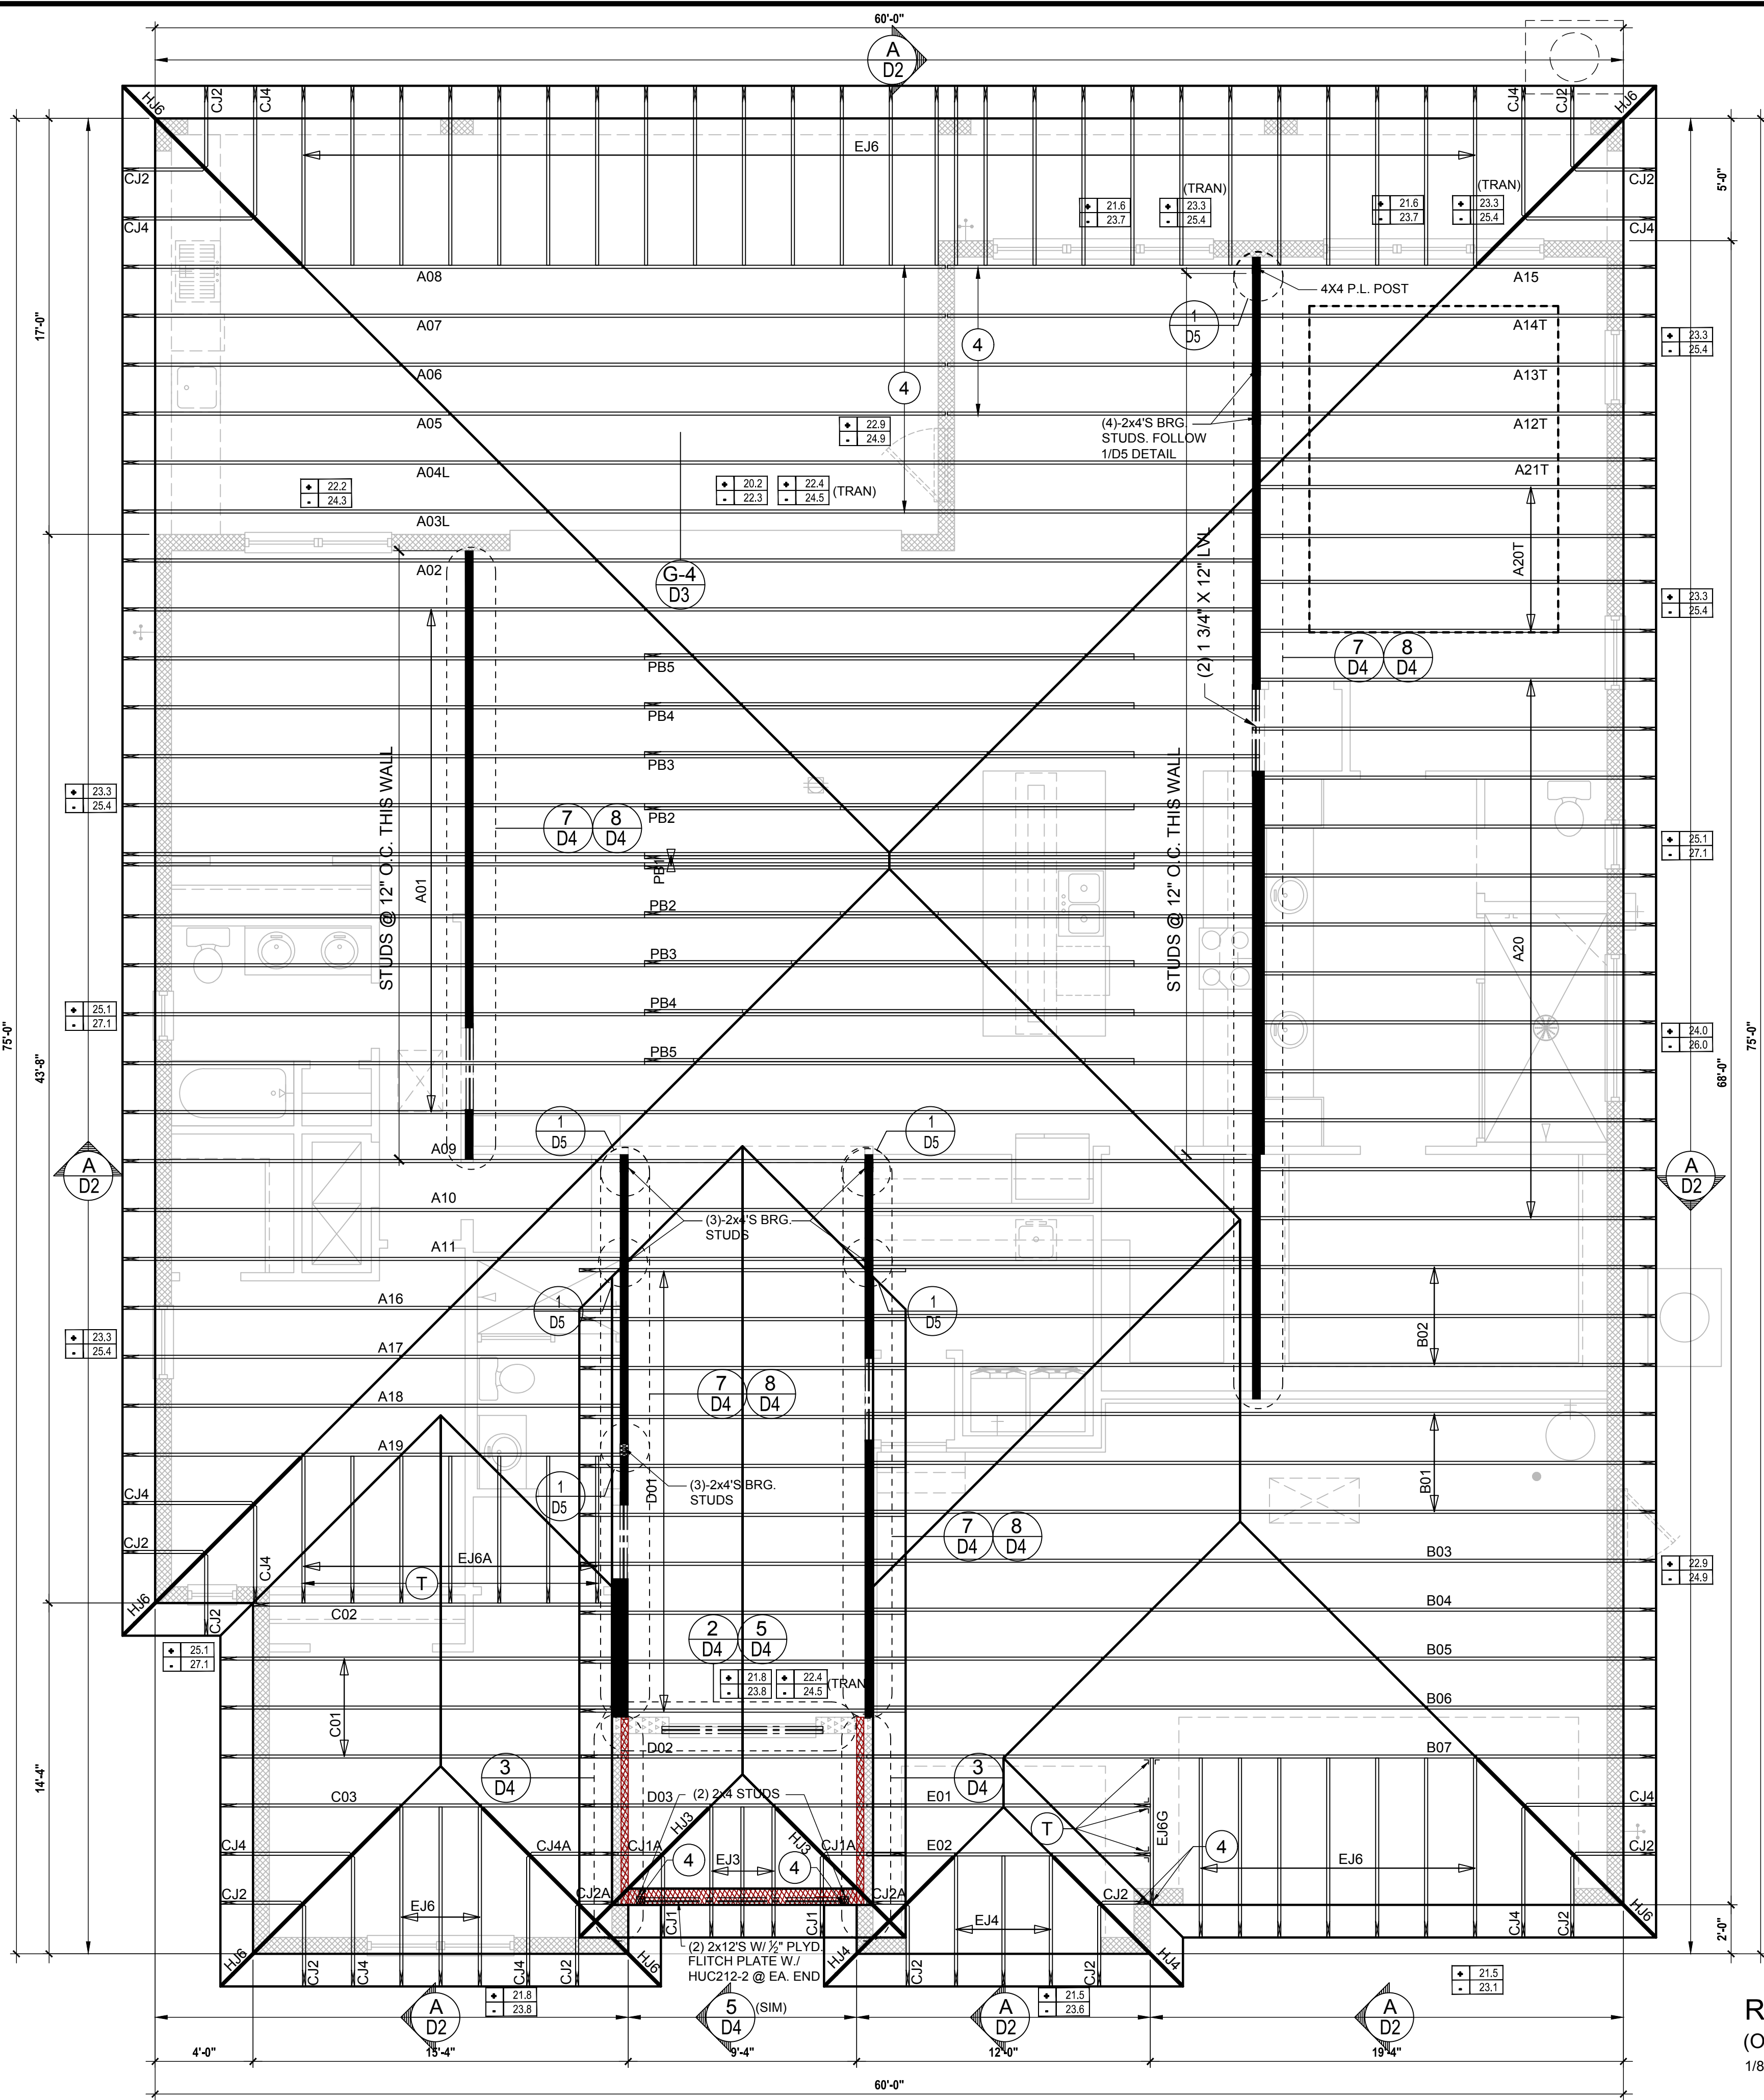 60'-0"
A
D2
HJ6
CJ2
CJ4
CJ4
CJ2
HJ6
CJ2
CJ4
EJ6
CJ2
CJ4
5'-0"
+ 21.6
- 23.7
+ 23.3
- 25.4
(TRAN)
+ 21.6
- 23.7
+ 23.3
- 25.4
(TRAN)
A08
A15
4X4 P.L. POST
1
D5
17'-0"
A07
A14T
4
+ 23.3
- 25.4
A06
A13T
4
A05
A12T
+ 22.9
- 24.9
(4)-2x4'S BRG.
STUDS. FOLLOW
1/D5 DETAIL
A04L
A21T
+ 22.2
- 24.3
+ 20.2
- 22.3
+ 22.4
- 24.5
(TRAN)
A03L
A20T
A02
G-4
D3
(2) 1 3/4" X 12" LVL
+ 23.3
- 25.4
7
D4
8
D4
PB5
PB4
PB3
STUDS @ 12" O.C. THIS WALL
STUDS @ 12" O.C. THIS WALL
+ 23.3
- 25.4
PB2
7
D4
8
D4
+ 25.1
- 27.1
PB1
A01
PB2
A20
PB3
PB4
+ 25.1
- 27.1
+ 24.0
- 26.0
75'-0"
43'-8"
68'-0"
75'-0"
PB5
1
D5
1
D5
A09
A
D2
A
D2
A10
(3)-2x4'S BRG.
STUDS
A11
A16
1
D5
1
D5
+ 23.3
- 25.4
A17
B02
7
D4
8
D4
A18
A19
D01
B01
(3)-2x4'S BRG.
STUDS
1
D5
CJ4
7
D4
8
D4
CJ2
CJ4
EJ6A
B03
T
+ 22.9
- 24.9
HJ6
CJ2
C02
B04
+ 25.1
- 27.1
2
D4
5
D4
B05
+ 21.8
- 23.8
+ 22.4
- 24.5
(TRAN
B06
C01
14'-4"
D02
B07
3
D4
3
D4
C03
D03
(2) 2x4 STUDS
E01
CJ4
T
EJ6G
HJ3
HJ3
CJ4
CJ4A
CJ1A
CJ1A
E02
4
CJ2
EJ3
4
4
EJ6
CJ2
CJ2A
CJ2A
CJ2
EJ6
CJ1
CJ1
EJ4
CJ4
CJ2
HJ6
2'-0"
HJ6
CJ2
CJ4
CJ4
CJ2
HJ6
(2) 2x12'S W/ ½" PLYD.
FLITCH PLATE W./
HUC212-2 @ EA. END
HJ4
CJ2
CJ2
HJ4
+ 21.8
- 23.8
+ 21.5
- 23.6
+ 21.5
- 23.1
A
D2
5
D4
(SIM)
A
D2
A
D2
R
(O
1/8
4'-0"
15'-4"
9'-4"
12'-0"
19'-4"
60'-0"